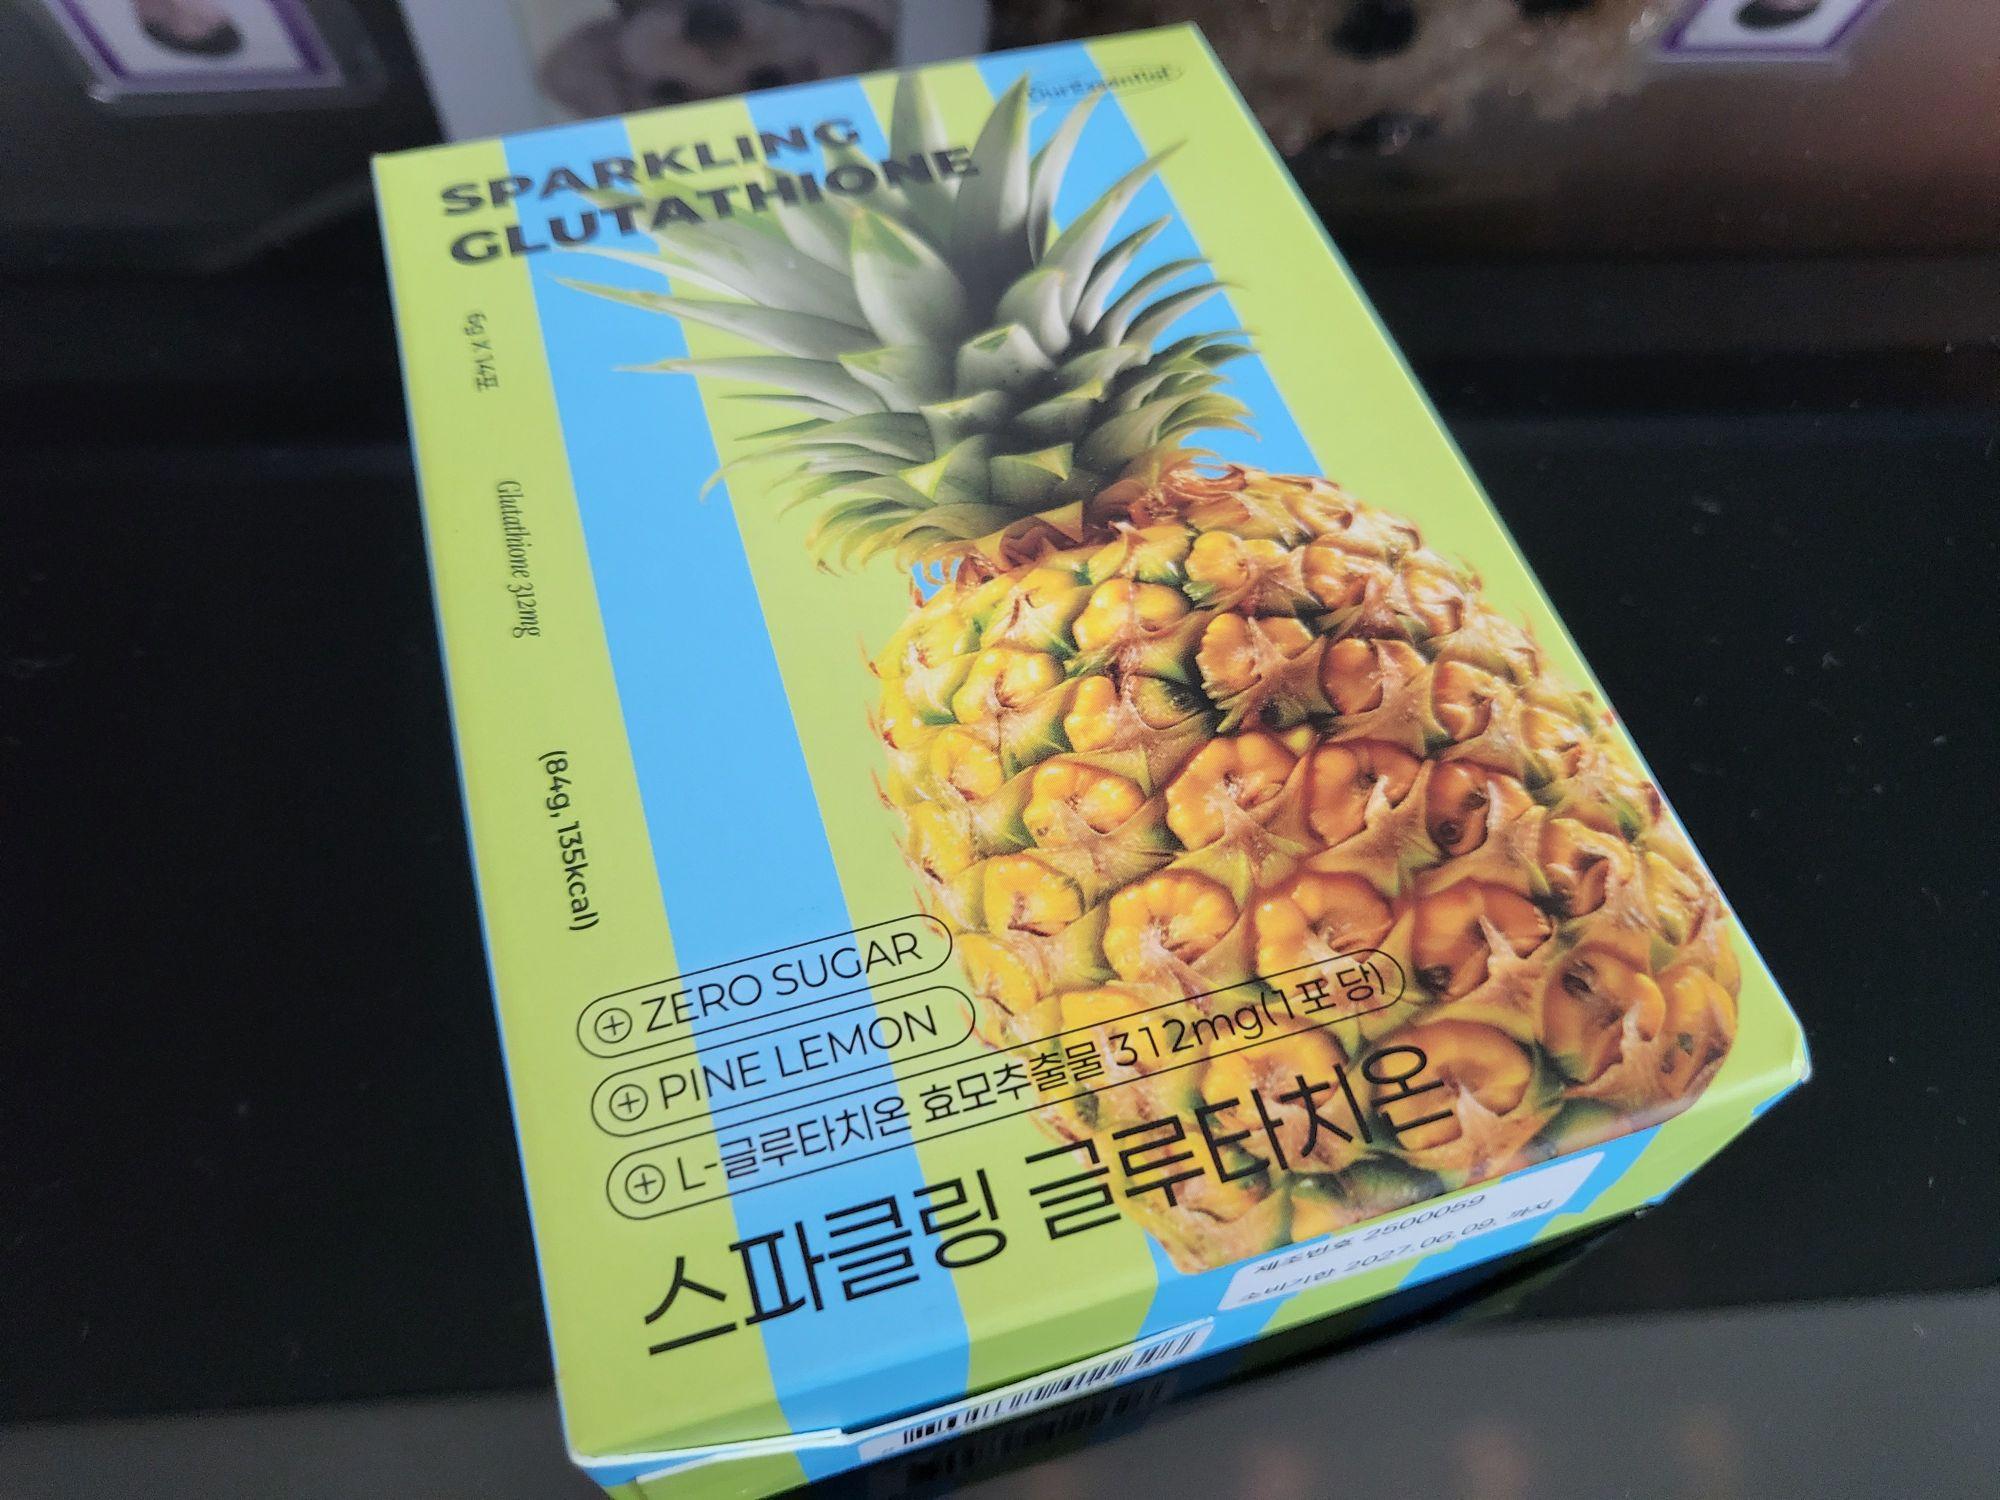 OurEssential
SPARKLING
GLUTATHIONE
6g X 14포
Glutathione 312mg
(84g, 135kcal)
ZERO SUGAR
PINE LEMON
L-글루타치온 효모추출물 312mg(1포당)
스파클링 글루타치온
제조번호 2500059
소비기한 2027.06.09. 까지